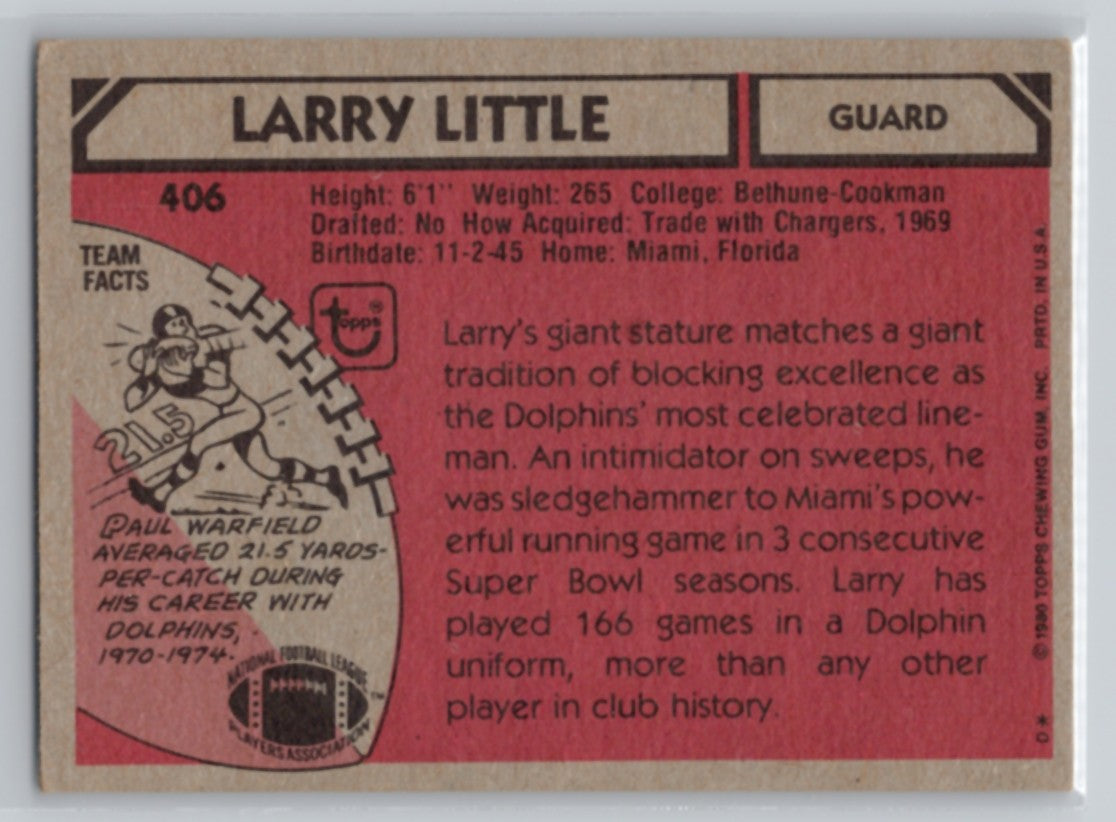 LARRY LITTLE
GUARD
406
Height: 6'1" Weight: 265 College: Bethune-Cookman
Drafted: No How Acquired: Trade with Chargers, 1969
Birthdate: 11-2-45 Home: Miami, Florida
TEAM
FACTS
topps
TM
21.5
PAUL WARFIELD
AVERAGED 21.5 YARDS-
PER-CATCH DURING
HIS CAREER WITH
DOLPHINS,
1970-1974.
NATIONAL FOOTBALL LEAGUE
PLAYERS ASSOCIATION
TM
Larry's giant stature matches a giant
tradition of blocking excellence as
the Dolphins' most celebrated line-
man. An intimidator on sweeps, he
was sledgehammer to Miami's pow-
erful running game in 3 consecutive
Super Bowl seasons. Larry has
played 166 games in a Dolphin
uniform, more than any other
player in club history.
D* © 1980 TOPPS CHEWING GUM, INC. PRTD. IN U.S.A.